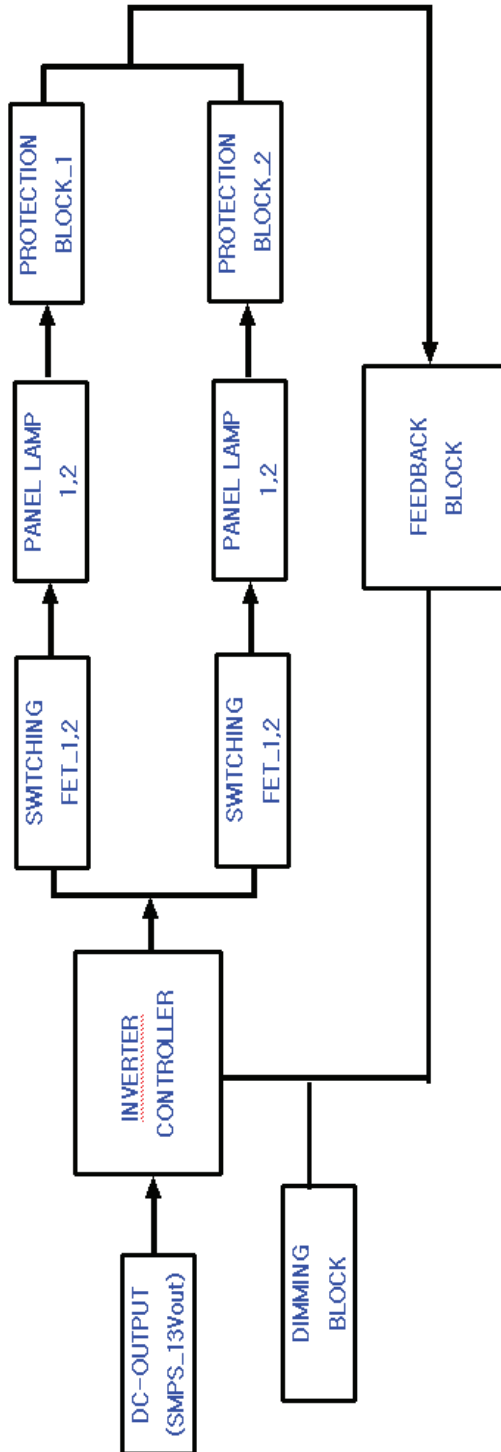 DC-OUTPUT
(SMPS_13Vout)
INVERTER
CONTROLLER
SWITCHING
FET_1,2
PANEL LAMP
1,2
PROTECTION
BLOCK_1
SWITCHING
FET_1,2
PANEL LAMP
1,2
PROTECTION
BLOCK_2
DIMMING
BLOCK
FEEDBACK
BLOCK